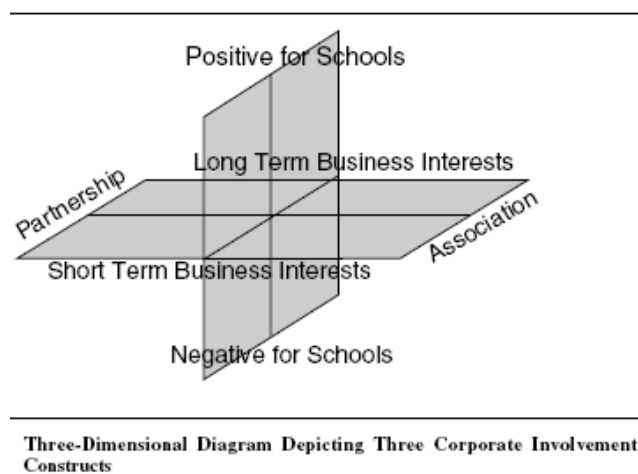 Positive for Schools
Long Term Business Interests
Partnership
Association
Short Term Business Interests
Negative for Schools
Three-Dimensional Diagram Depicting Three Corporate Involvement
Constructs